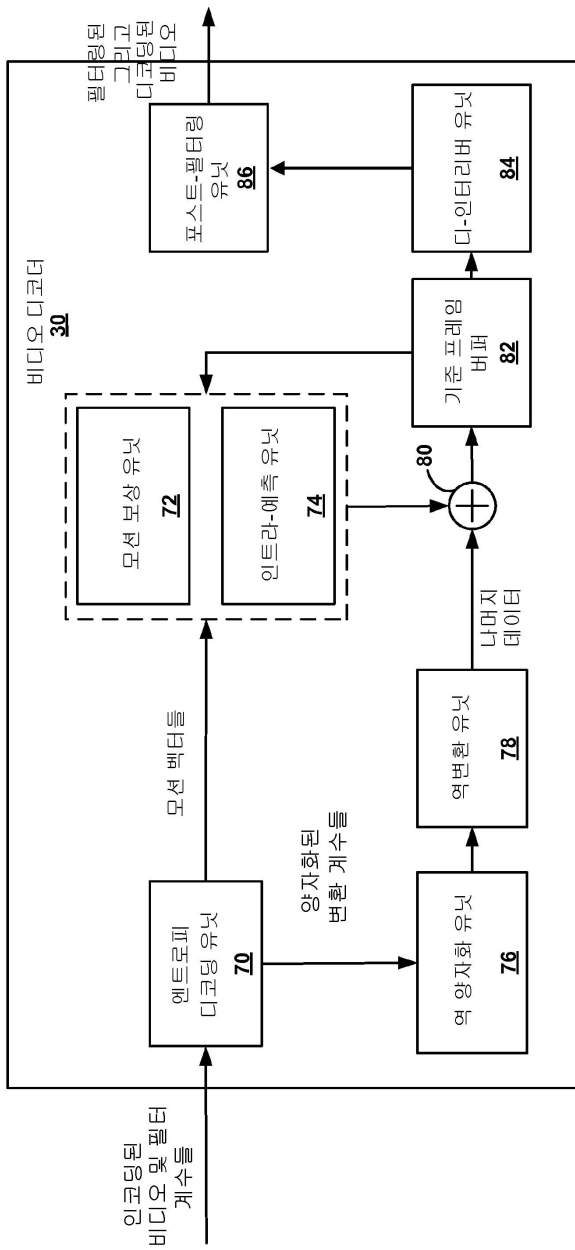 비디오 디코더
30
인코딩된
비디오 및 필터
계수들
엔트로피
디코딩 유닛
70
모션 벡터들
양자화된
변환 계수들
모션 보상 유닛
72
인트라-예측 유닛
74
역 양자화 유닛
76
역변환 유닛
78
나머지
데이터
80
기준 프레임
버퍼
82
디-인터리버 유닛
84
포스트-필터링
유닛
86
필터링된
그리고
디코딩된
비디오